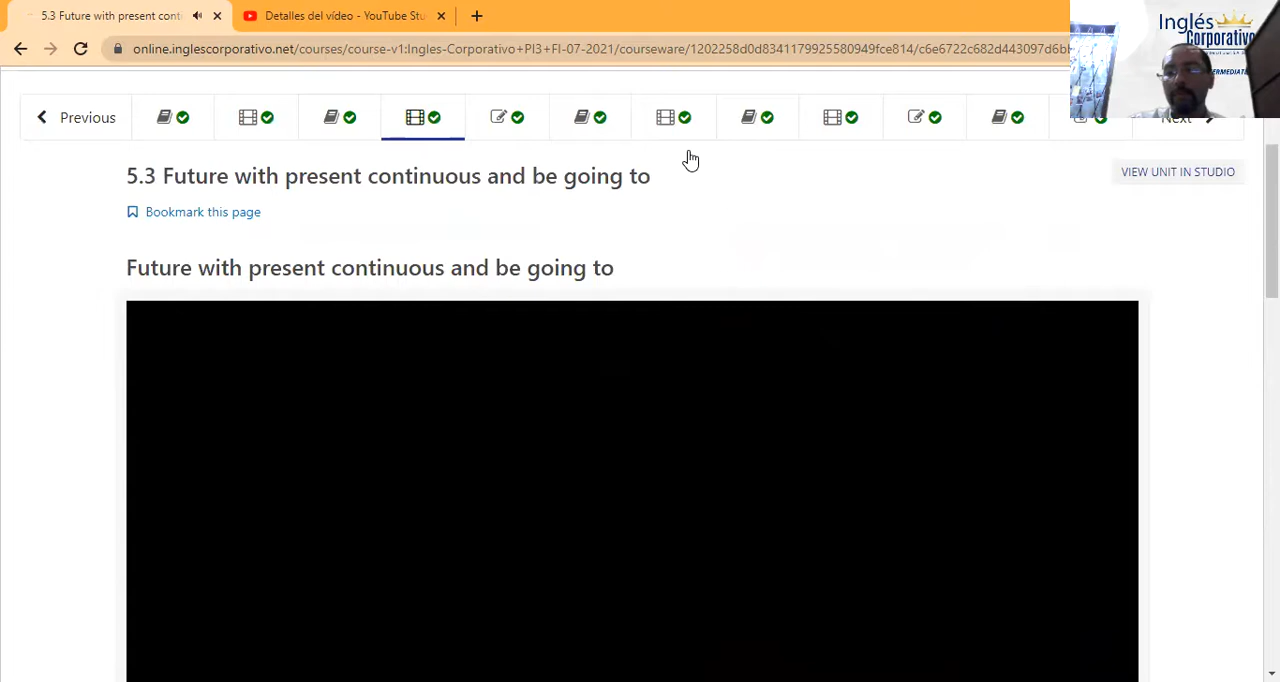 5.3 Future with present cont
Detalles del vídeo - YouTube Stu
online.inglescorporativo.net/courses/course-v1:Ingles-Corporativo+PI3+FI-07-2021/courseware/1202258d0d8341179925580949fce814/c6e6722c682d443097d6b
Inglés
Corporativo
Previous
Next
5.3 Future with present continuous and be going to
VIEW UNIT IN STUDIO
Bookmark this page
Future with present continuous and be going to